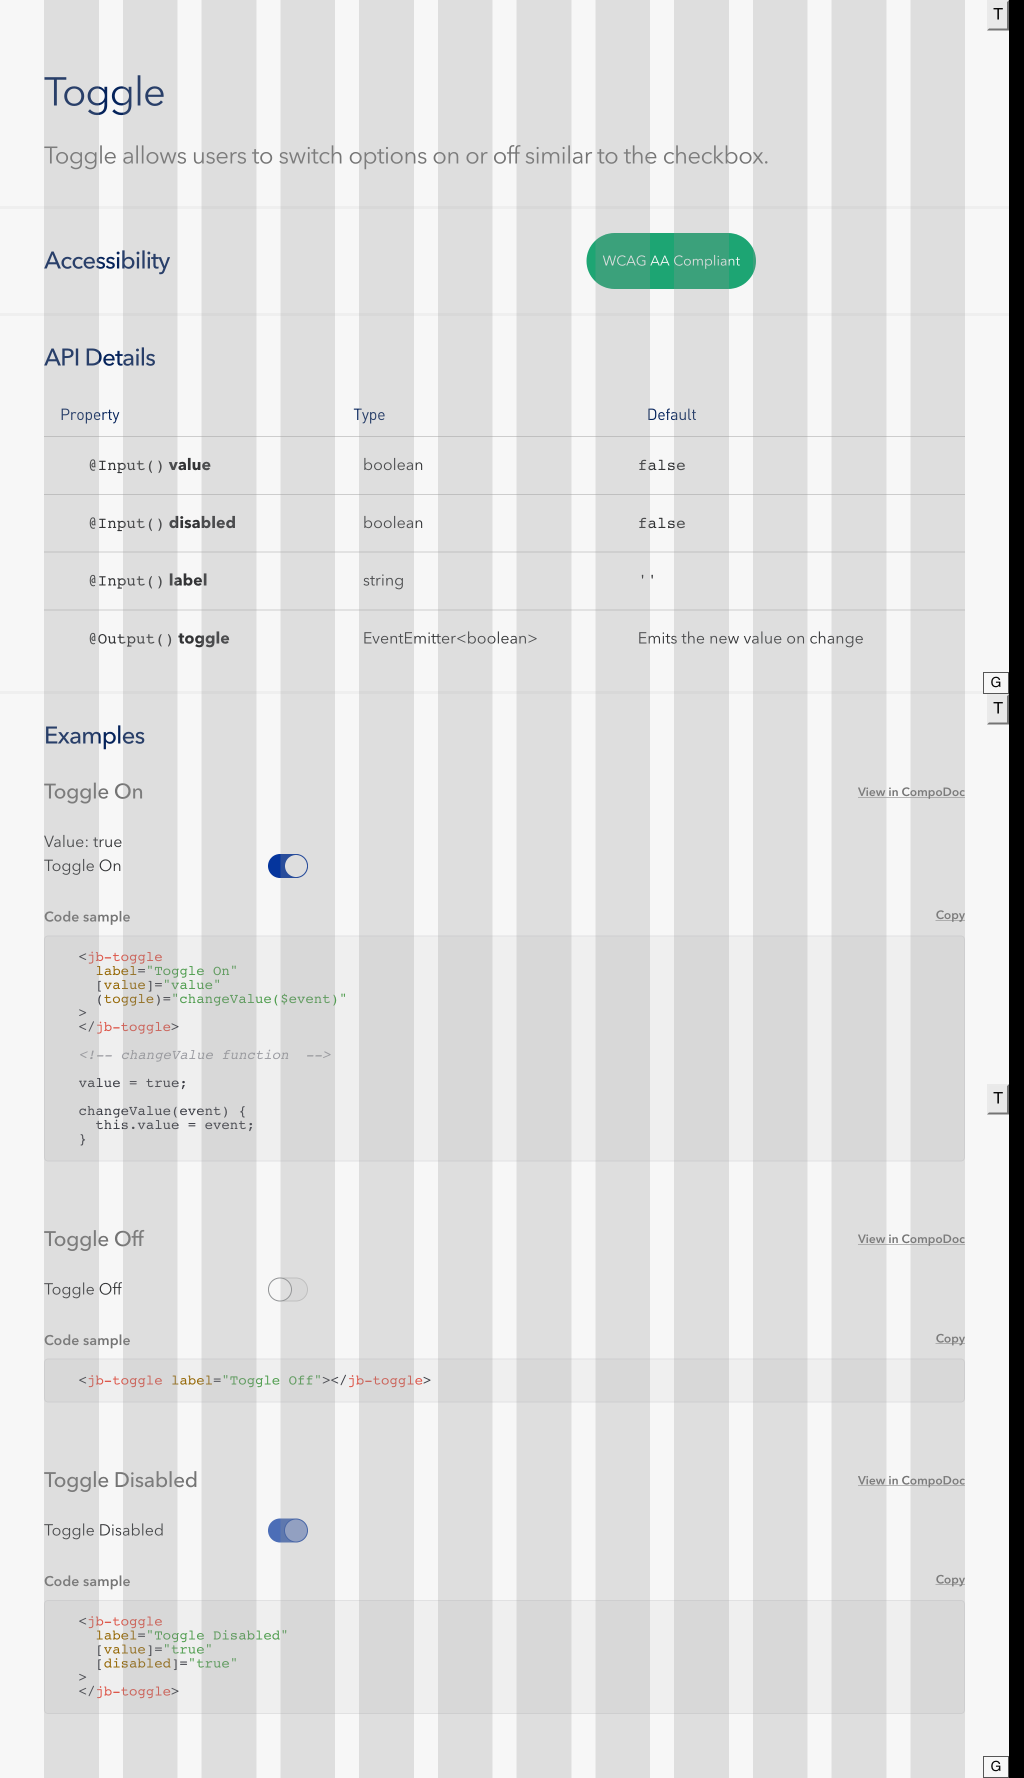 T
Toggle
Toggle allows users to switch options on or off similar to the checkbox.
Accessibility
WCAG AA Compliant
API Details
Property Type Default
@Input() value boolean false
@Input() disabled boolean false
@Input() label string ''
@Output() toggle EventEmitter<boolean> Emits the new value on change
G
T
Examples
Toggle On View in CompoDoc
Value: true
Toggle On
Code sample Copy
<jb-toggle
label="Toggle On"
[value]="value"
(toggle)="changeValue($event)"
>
</jb-toggle>
<!-- changeValue function -->
value = true;
T
changeValue(event) {
this.value = event;
}
Toggle Off View in CompoDoc
Toggle Off
Code sample Copy
<jb-toggle label="Toggle Off"></jb-toggle>
Toggle Disabled View in CompoDoc
Toggle Disabled
Code sample Copy
<jb-toggle
label="Toggle Disabled"
[value]="true"
[disabled]="true"
>
</jb-toggle>
G